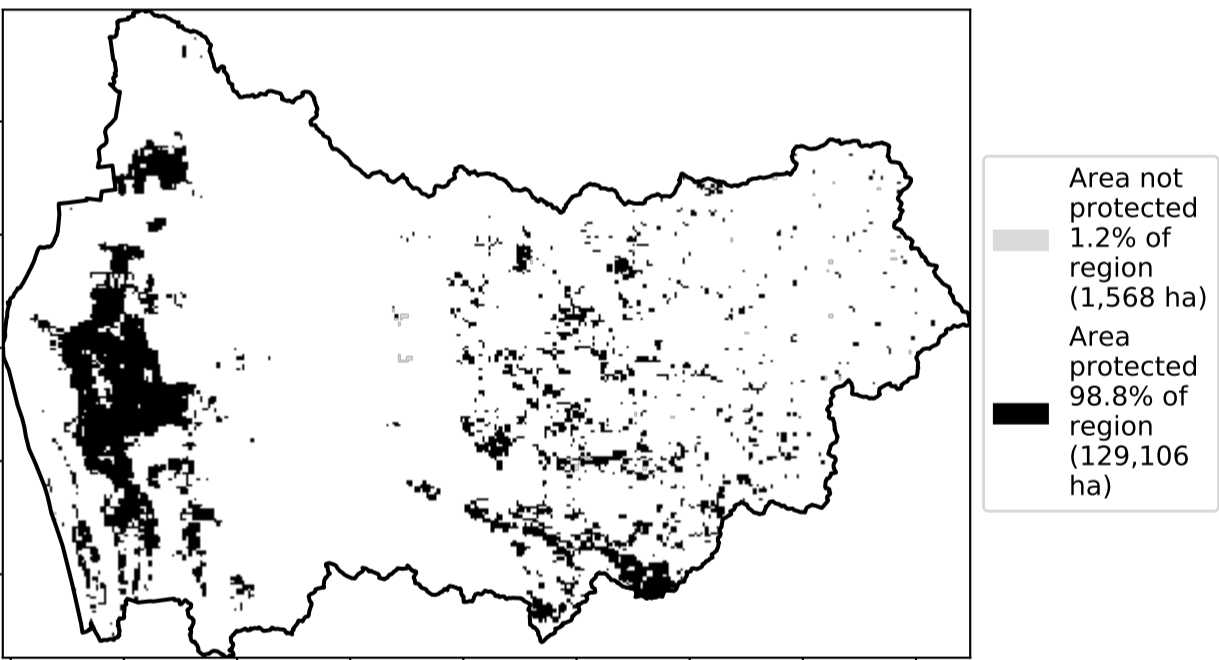 Area not
protected
1.2% of
region
(1,568 ha)
Area
protected
98.8% of
region
(129,106
ha)